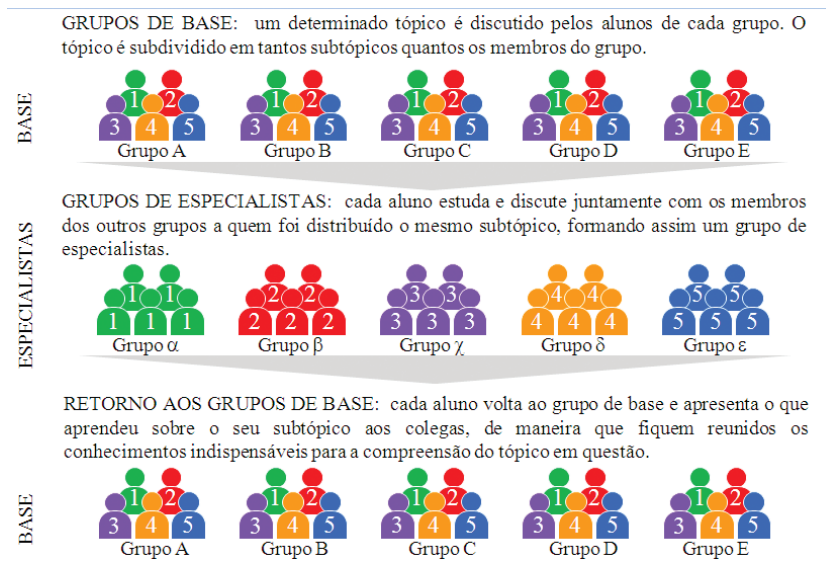 GRUPOS DE BASE: um determinado tópico é discutido pelos alunos de cada grupo. O
tópico é subdividido em tantos subtópicos quantos os membros do grupo.
BASE
1 2 1 2 1 2 1 2 1 2
3 4 5 3 4 5 3 4 5 3 4 5 3 4 5
Grupo A Grupo B Grupo C Grupo D Grupo E
GRUPOS DE ESPECIALISTAS: cada aluno estuda e discute juntamente com os membros
dos outros grupos a quem foi distribuído o mesmo subtópico, formando assim um grupo de
especialistas.
ESPECIALISTAS
1 1 2 2 3 3 4 4 5 5
1 1 1 2 2 2 3 3 3 4 4 4 5 5 5
Grupo α Grupo β Grupo χ Grupo δ Grupo ε
RETORNO AOS GRUPOS DE BASE: cada aluno volta ao grupo de base e apresenta o que
aprendeu sobre o seu subtópico aos colegas, de maneira que fiquem reunidos os
conhecimentos indispensáveis para a compreensão do tópico em questão.
BASE
1 2 1 2 1 2 1 2 1 2
3 4 5 3 4 5 3 4 5 3 4 5 3 4 5
Grupo A Grupo B Grupo C Grupo D Grupo E